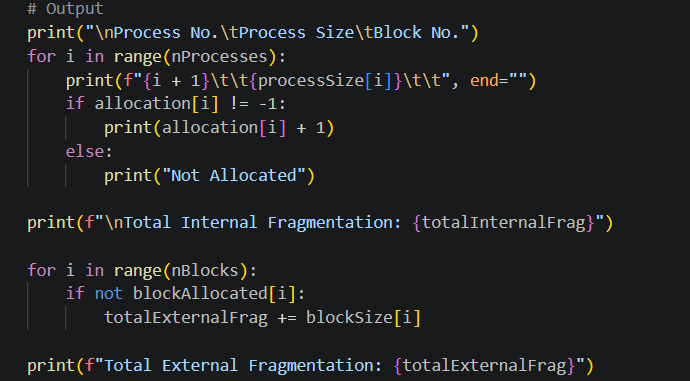 # Output
print("\nProcess No.\tProcess Size\tBlock No.")
for i in range(nProcesses):
    print(f"{i + 1}\t\t{processSize[i]}\t\t", end="")
    if allocation[i] != -1:
        print(allocation[i] + 1)
    else:
        print("Not Allocated")
print(f"\nTotal Internal Fragmentation: {totalInternalFrag}")
for i in range(nBlocks):
    if not blockAllocated[i]:
        totalExternalFrag += blockSize[i]
print(f"Total External Fragmentation: {totalExternalFrag}")